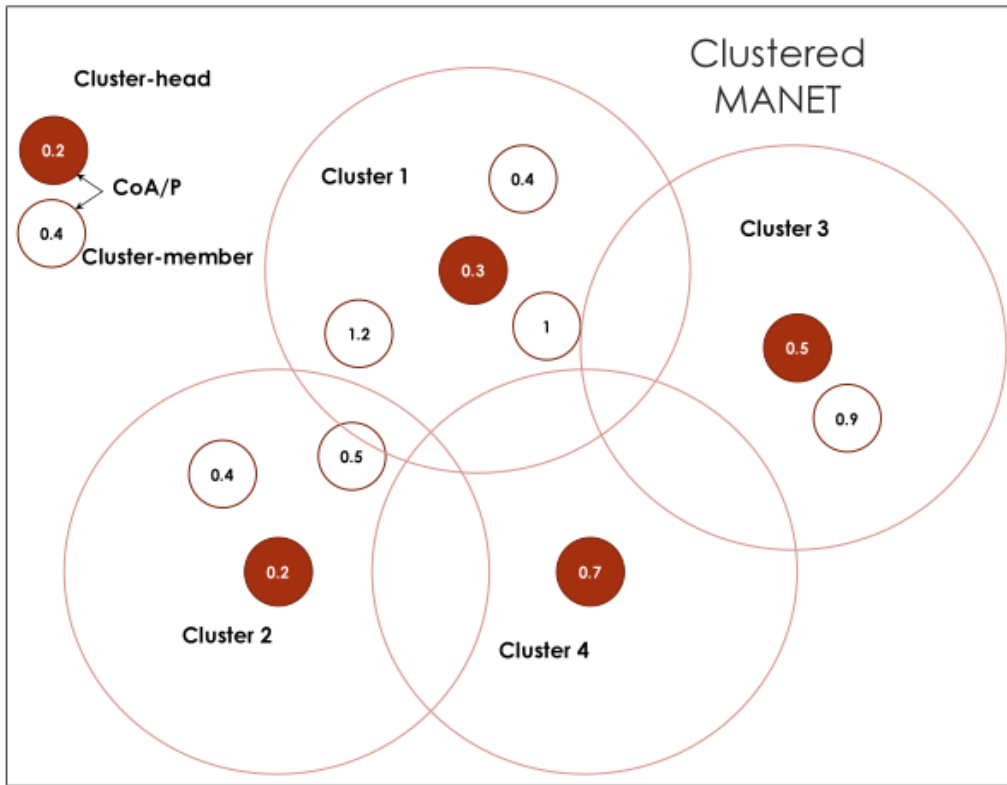 Clustered
MANET
Cluster-head
0.2
CoA/P
0.4
Cluster-member
Cluster 1
0.4
0.3
1.2
1
Cluster 3
0.5
0.9
0.4
0.5
0.2
Cluster 2
0.7
Cluster 4